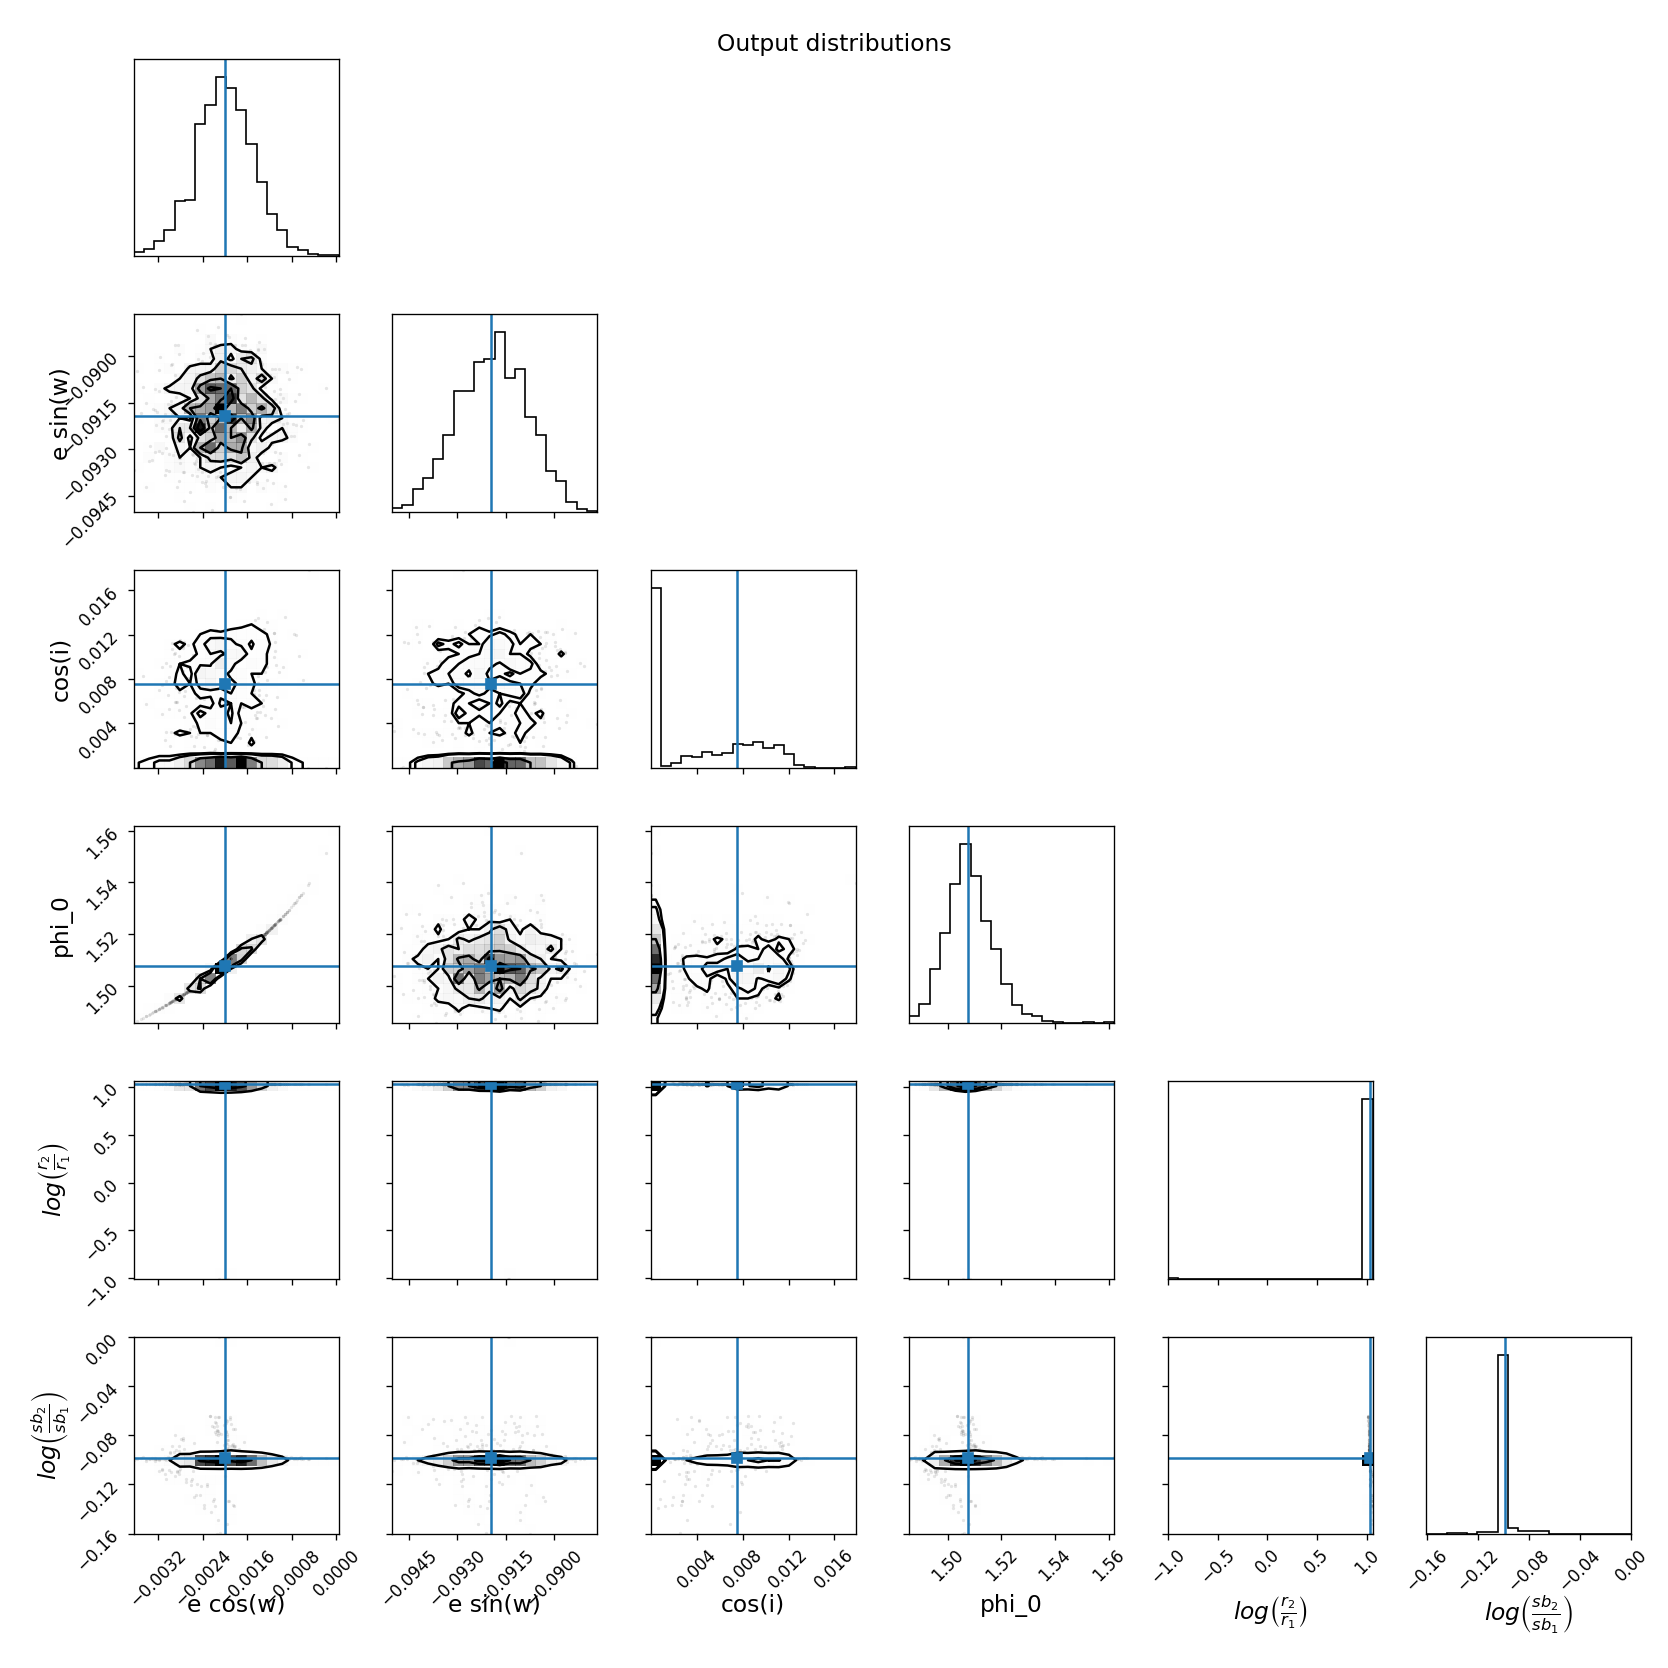 Output distributions
e sin(w)
−0.0900
−0.0915
−0.0930
−0.0945
cos(i)
0.016
0.012
0.008
0.004
phi_0
1.56
1.54
1.52
1.50
log(r₂/r₁)
1.0
0.5
0.0
−0.5
−1.0
log(sb₂/sb₁)
0.00
−0.04
−0.08
−0.12
−0.16
−0.0032 −0.0024 −0.0016 −0.0008 0.0000
e cos(w)
−0.0945 −0.0930 −0.0915 −0.0900
e sin(w)
0.004 0.008 0.012 0.016
cos(i)
1.50 1.52 1.54 1.56
phi_0
−1.0 −0.5 0.0 0.5 1.0
log(r₂/r₁)
−0.16 −0.12 −0.08 −0.04 0.00
log(sb₂/sb₁)